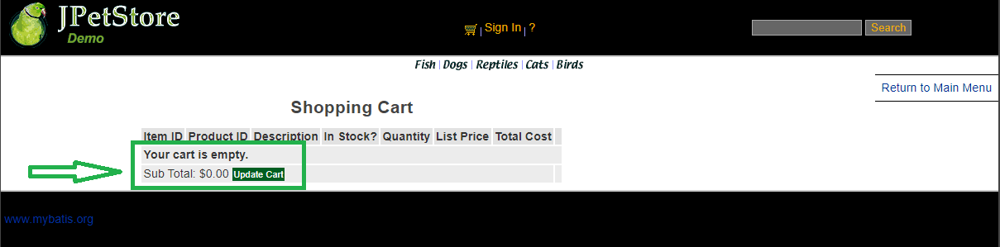 JPetStore
Demo
Sign In | ?
Search
Fish | Dogs | Reptiles | Cats | Birds
Return to Main Menu
Shopping Cart
Item ID Product ID Description In Stock? Quantity List Price Total Cost
Your cart is empty.
Sub Total: $0.00 Update Cart
www.mybatis.org